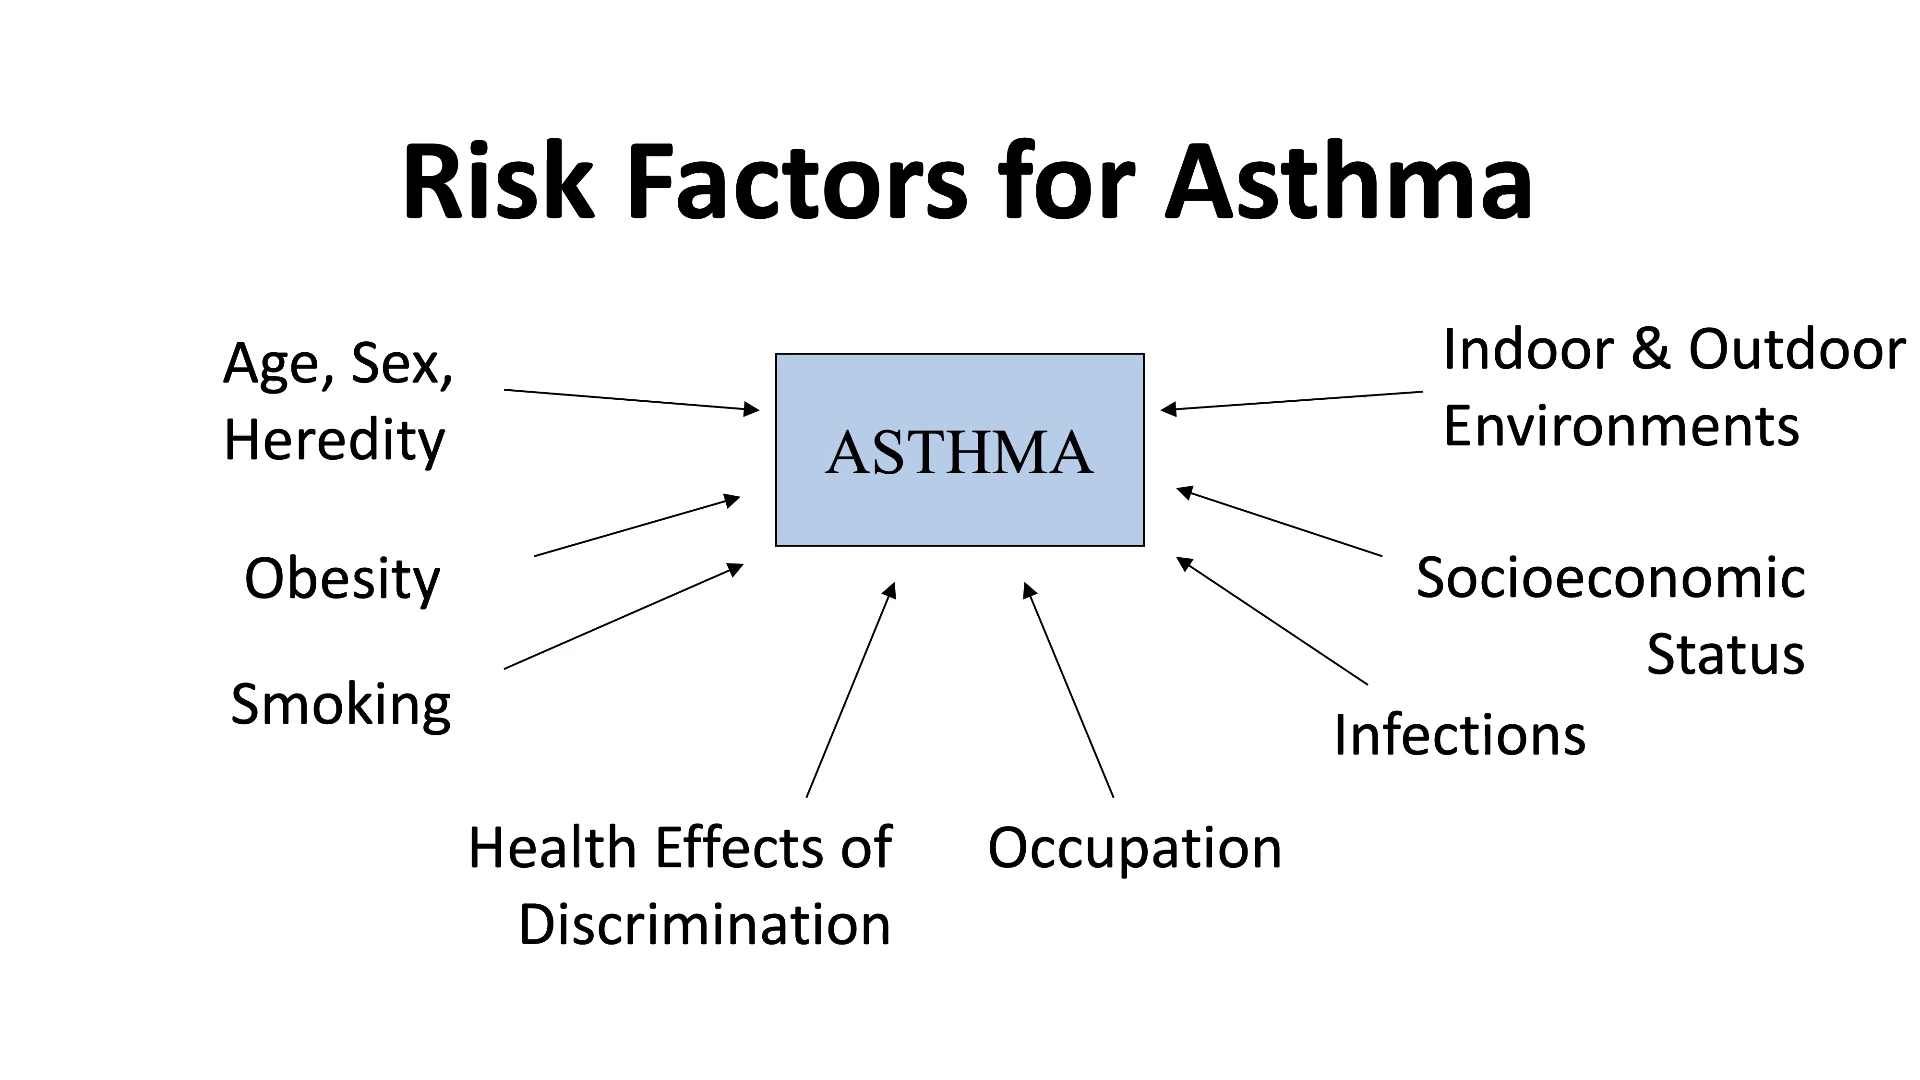 Risk Factors for Asthma
Age, Sex,
Heredity
Obesity
Smoking
ASTHMA
Indoor & Outdoor
Environments
Socioeconomic
Status
Infections
Health Effects of
Discrimination
Occupation